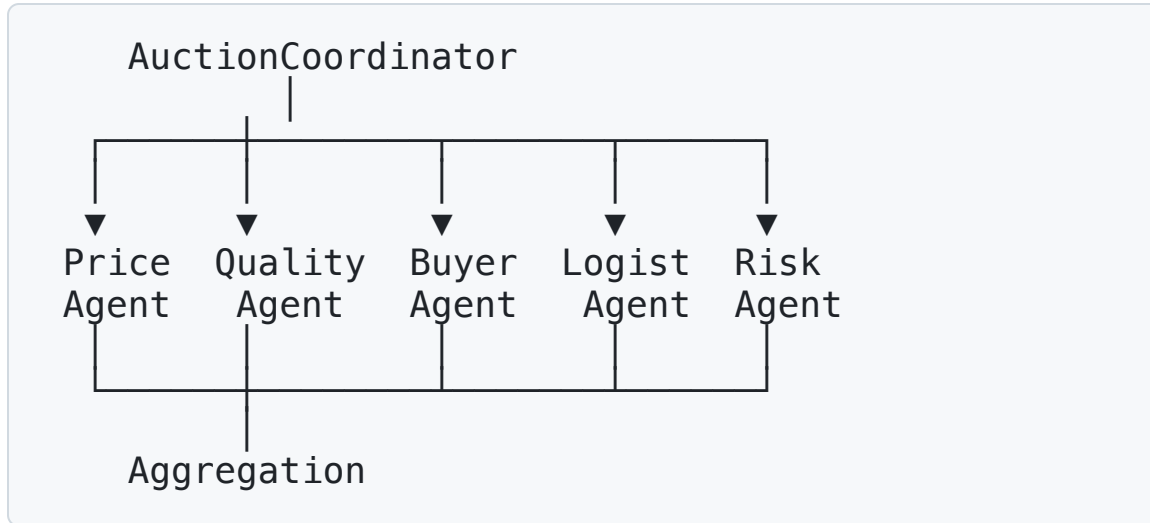 AuctionCoordinator
Price Quality Buyer Logist Risk
Agent Agent Agent Agent Agent
Aggregation